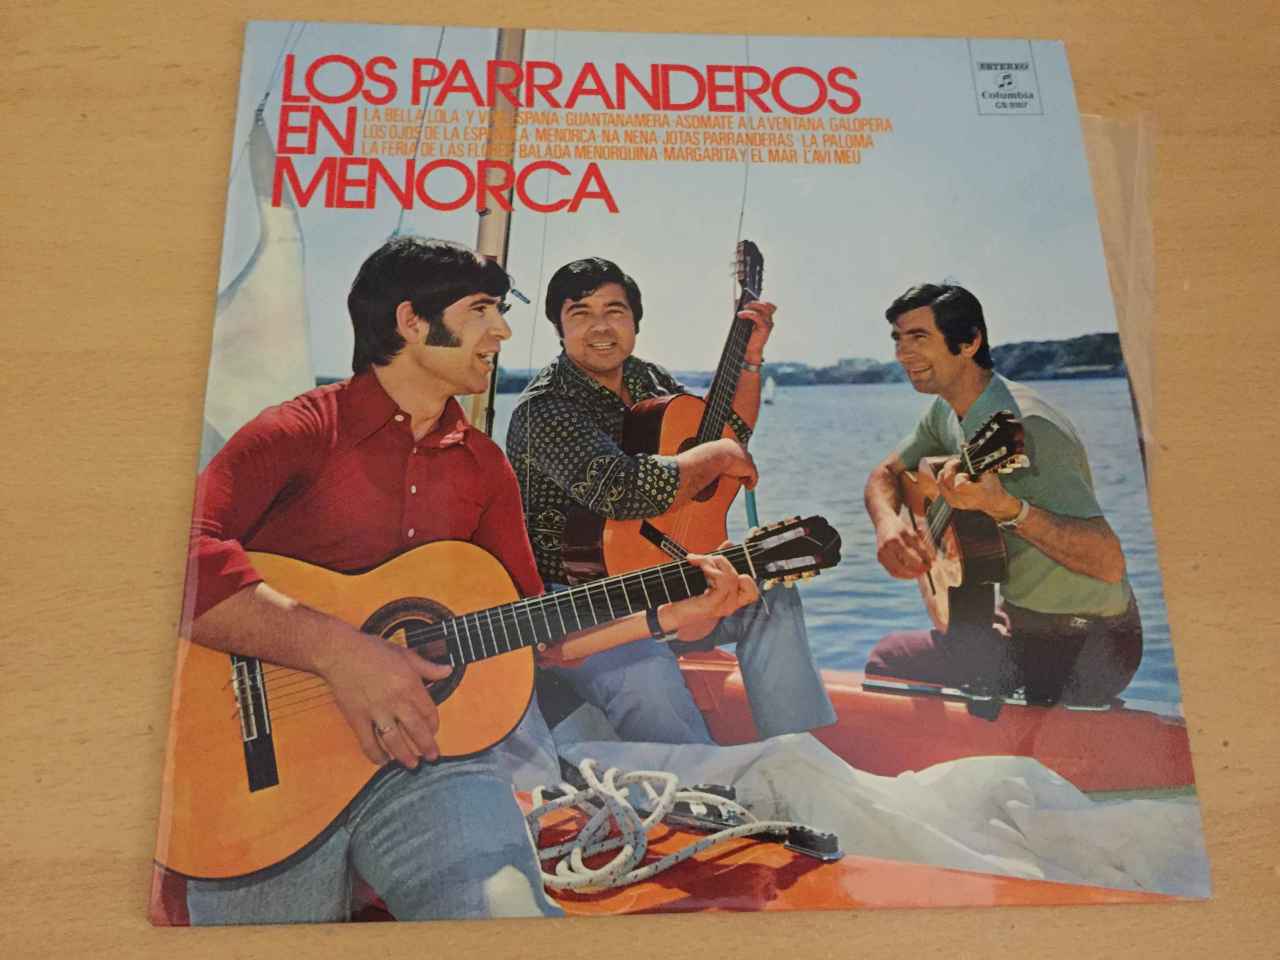 LOS PARRANDEROS
EN
MENORCA
LA BELLA LOLA · Y VIVA ESPAÑA · GUANTANAMERA · ASOMATE A LA VENTANA · GALOPERA
LOS OJOS DE LA ESPAÑOLA · MENORCA · NA NENA · JOTAS PARRANDERAS · LA PALOMA
LA FERIA DE LAS FLORES · BALADA MENORQUINA · MARGARITA Y EL MAR · L'AVI MEU
ESTEREO
Columbia